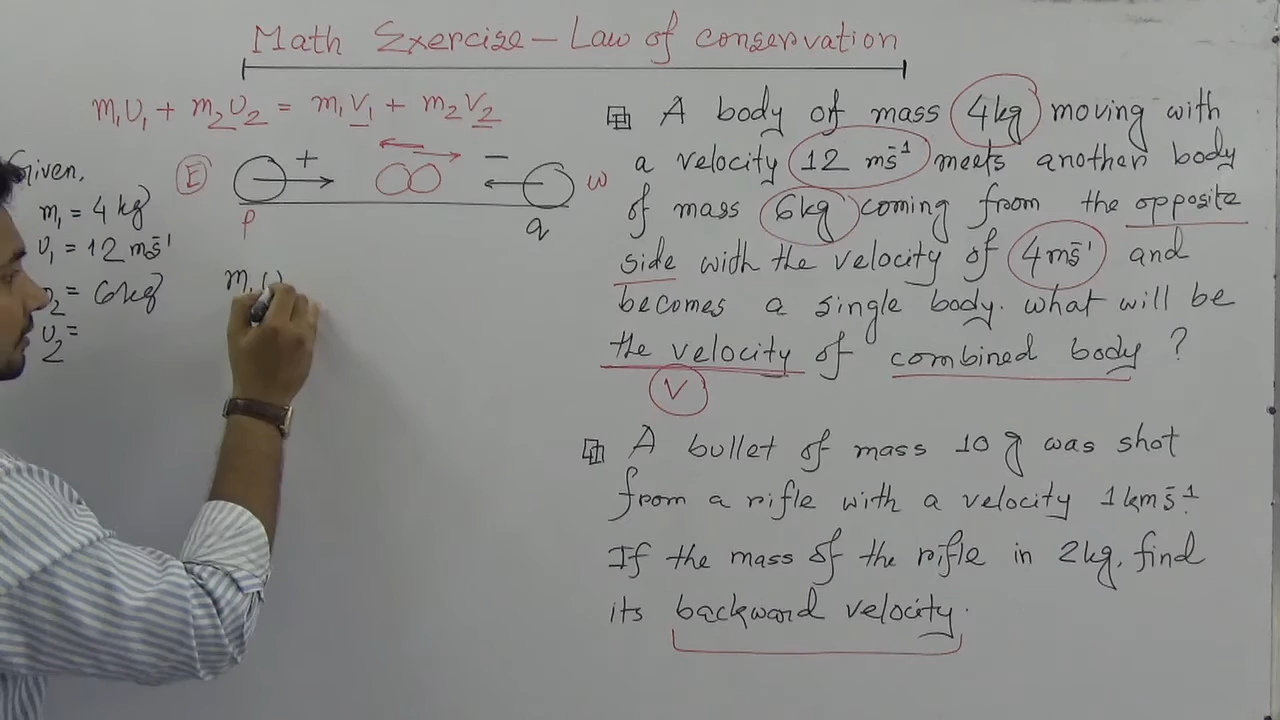 Math Exercise – Law of conservation
m₁U₁ + m₂U₂ = m₁V₁ + m₂V₂
Given,
m₁ = 4 kg
U₁ = 12 ms⁻¹
= 6kg
U₂ =
E + – W
P q
m₁
A body of mass 4kg moving with
a velocity 12 ms⁻¹ meets another body
of mass 6kg coming from the opposite
side with the velocity of 4ms⁻¹ and
becomes a single body. what will be
the velocity of combined body ?
V
A bullet of mass 10 g was shot
from a rifle with a velocity 1kms⁻¹.
If the mass of the rifle in 2kg, find
its backward velocity.